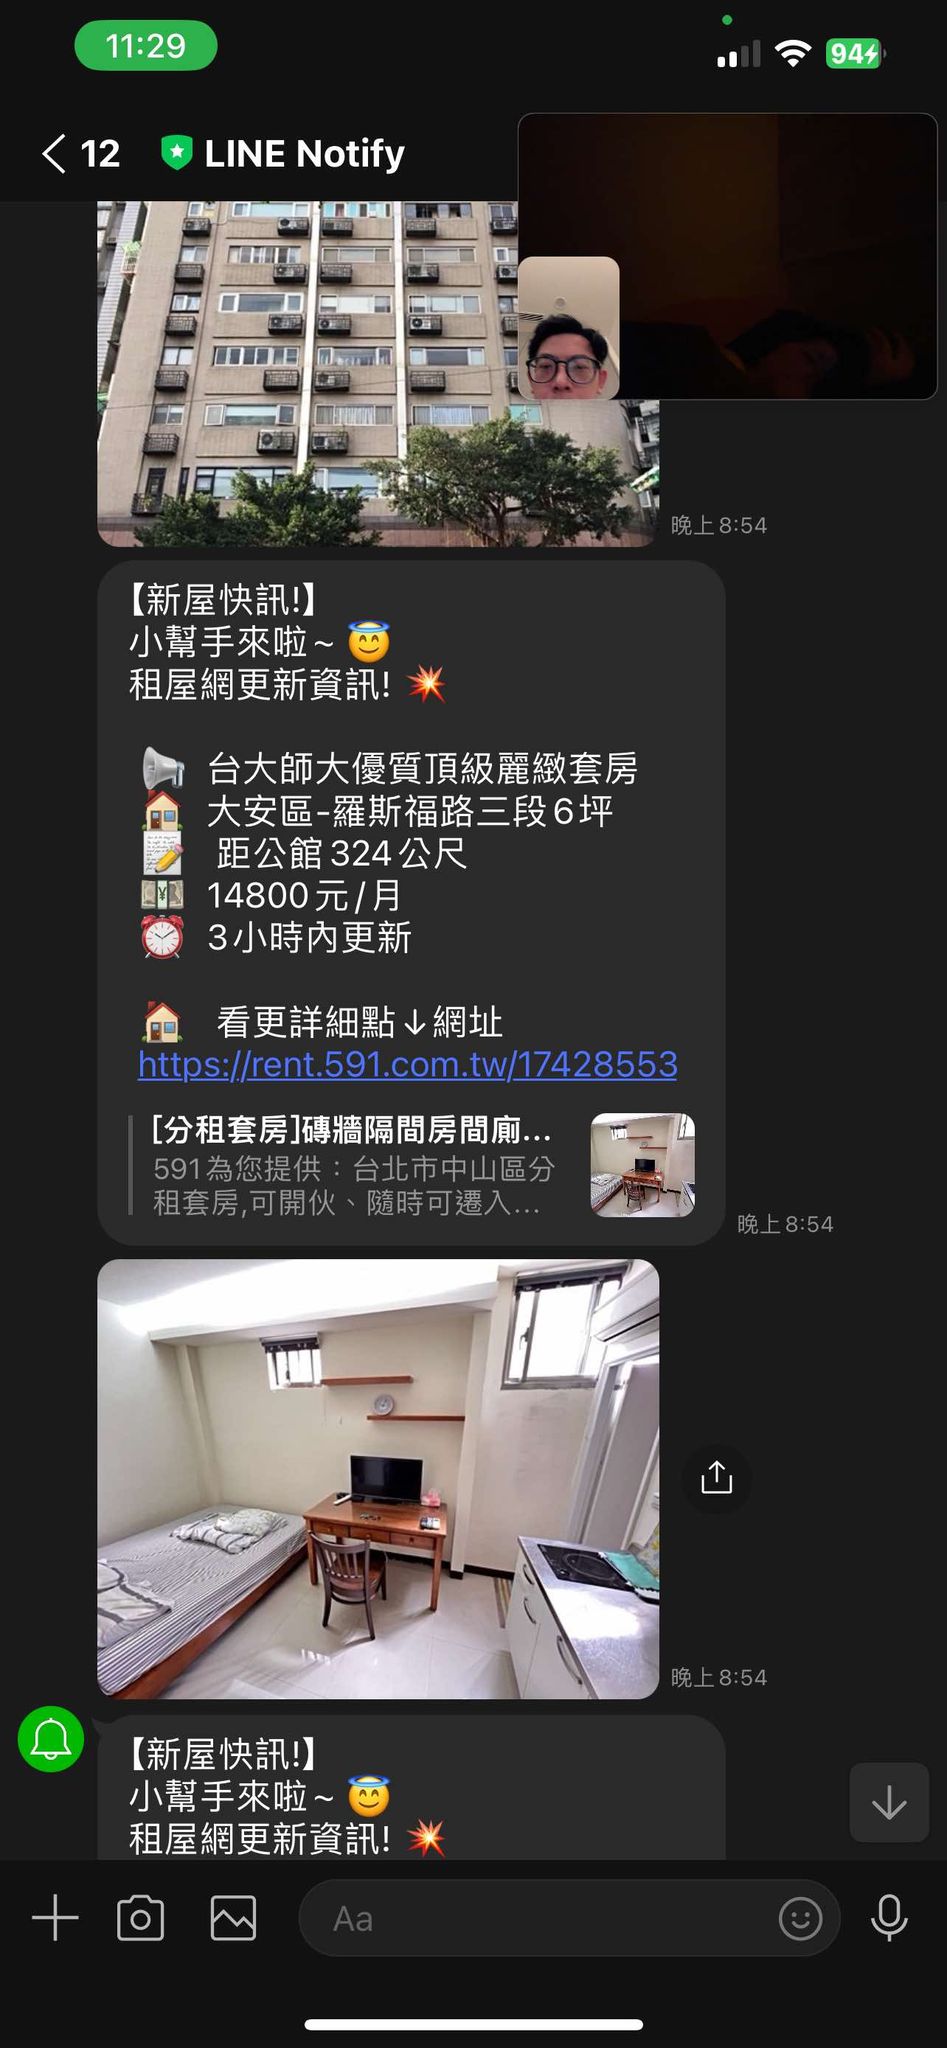 11:29
94
12
LINE Notify
晚上8:54
【新屋快訊!】
小幫手來啦~
租屋網更新資訊!
台大師大優質頂級麗緻套房
大安區-羅斯福路三段6坪
距公館324公尺
14800元/月
3小時內更新
看更詳細點↓網址
https://rent.591.com.tw/17428553
[分租套房]磚牆隔間房間廁...
591為您提供：台北市中山區分
租套房,可開伙、隨時可遷入...
晚上8:54
晚上8:54
【新屋快訊!】
小幫手來啦~
租屋網更新資訊!
Aa